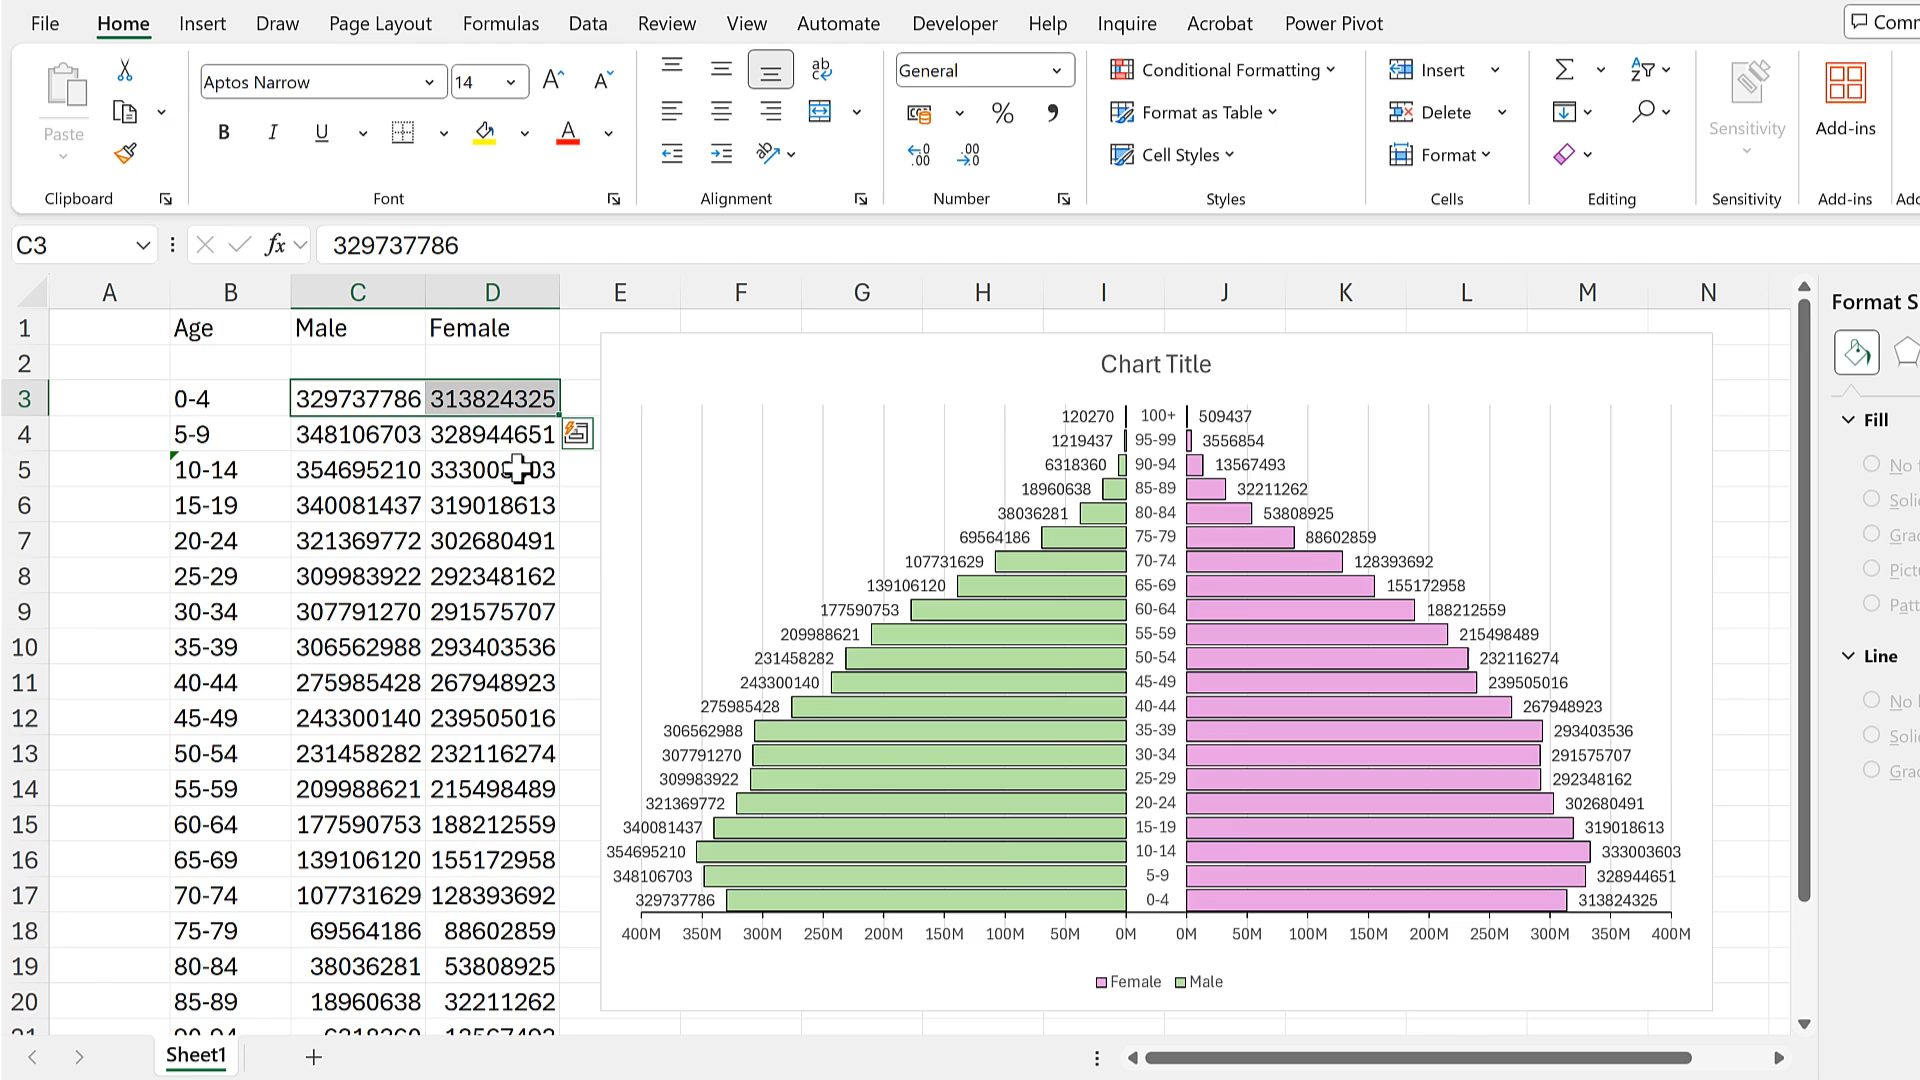 File Home Insert Draw Page Layout Formulas Data Review View Automate Developer Help Inquire Acrobat Power Pivot
Aptos Narrow 14 ab General Conditional Formatting Insert
Paste B I U A % Format as Table Delete Sensitivity Add-ins
Cell Styles Format
Clipboard Font Alignment Number Styles Cells Editing Sensitivity Add-ins
C3 fx 329737786
A B C D E F G H I J K L M N
1 Age Male Female
2
3 0-4 329737786 313824325
4 5-9 348106703 328944651
5 10-14 354695210
6 15-19 340081437 319018613
7 20-24 321369772 302680491
8 25-29 309983922 292348162
9 30-34 307791270 291575707
10 35-39 306562988 293403536
11 40-44 275985428 267948923
12 45-49 243300140 239505016
13 50-54 231458282 232116274
14 55-59 209988621 215498489
15 60-64 177590753 188212559
16 65-69 139106120 155172958
17 70-74 107731629 128393692
18 75-79 69564186 88602859
19 80-84 38036281 53808925
20 85-89 18960638 32211262
Chart Title
120270 100+ 509437
1219437 95-99 3556854
6318360 90-94 13567493
18960638 85-89 32211262
38036281 80-84 53808925
69564186 75-79 88602859
107731629 70-74 128393692
139106120 65-69 155172958
177590753 60-64 188212559
209988621 55-59 215498489
231458282 50-54 232116274
243300140 45-49 239505016
275985428 40-44 267948923
306562988 35-39 293403536
307791270 30-34 291575707
309983922 25-29 292348162
321369772 20-24 302680491
340081437 15-19 319018613
354695210 10-14 333003603
348106703 5-9 328944651
329737786 0-4 313824325
400M 350M 300M 250M 200M 150M 100M 50M 0M 0M 50M 100M 150M 200M 250M 300M 350M 400M
Female Male
Format S
Fill
No
Line
No
Sheet1